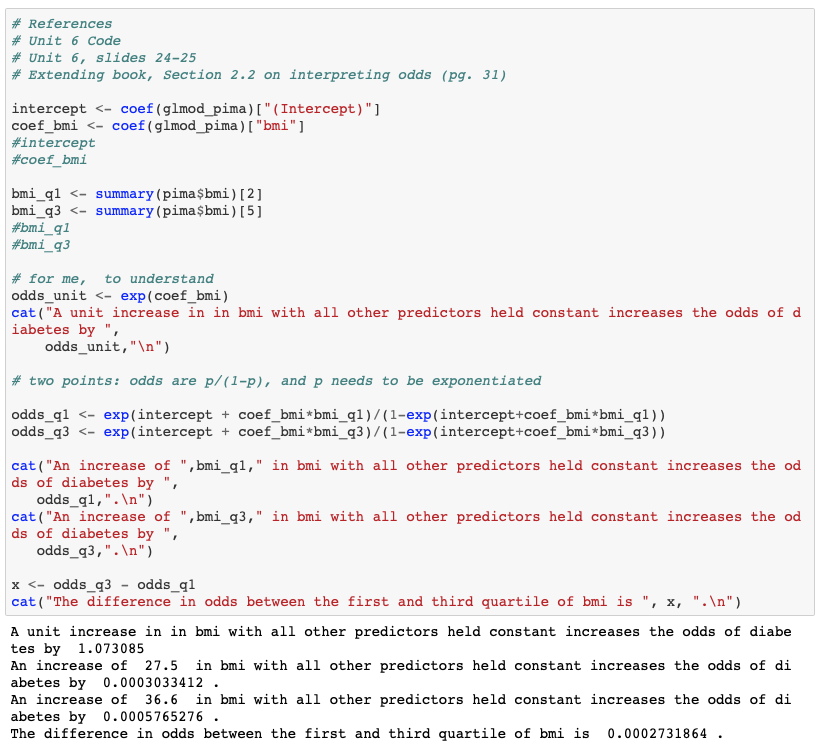 # References
# Unit 6 Code
# Unit 6, slides 24-25
# Extending book, Section 2.2 on interpreting odds (pg. 31)
intercept <- coef(glmod_pima)["(Intercept)"]
coef_bmi <- coef(glmod_pima)["bmi"]
#intercept
#coef_bmi
bmi_q1 <- summary(pima$bmi)[2]
bmi_q3 <- summary(pima$bmi)[5]
#bmi_q1
#bmi_q3
# for me,  to understand
odds_unit <- exp(coef_bmi)
cat("A unit increase in in bmi with all other predictors held constant increases the odds of d
iabetes by ",
    odds_unit,"\n")
# two points: odds are p/(1-p), and p needs to be exponentiated
odds_q1 <- exp(intercept + coef_bmi*bmi_q1)/(1-exp(intercept+coef_bmi*bmi_q1))
odds_q3 <- exp(intercept + coef_bmi*bmi_q3)/(1-exp(intercept+coef_bmi*bmi_q3))
cat("An increase of ",bmi_q1," in bmi with all other predictors held constant increases the od
ds of diabetes by ",
   odds_q1,".\n")
cat("An increase of ",bmi_q3," in bmi with all other predictors held constant increases the od
ds of diabetes by ",
   odds_q3,".\n")
x <- odds_q3 - odds_q1
cat("The difference in odds between the first and third quartile of bmi is ", x, ".\n")
A unit increase in in bmi with all other predictors held constant increases the odds of diabe
tes by  1.073085
An increase of  27.5  in bmi with all other predictors held constant increases the odds of di
abetes by  0.0003033412 .
An increase of  36.6  in bmi with all other predictors held constant increases the odds of di
abetes by  0.0005765276 .
The difference in odds between the first and third quartile of bmi is  0.0002731864 .